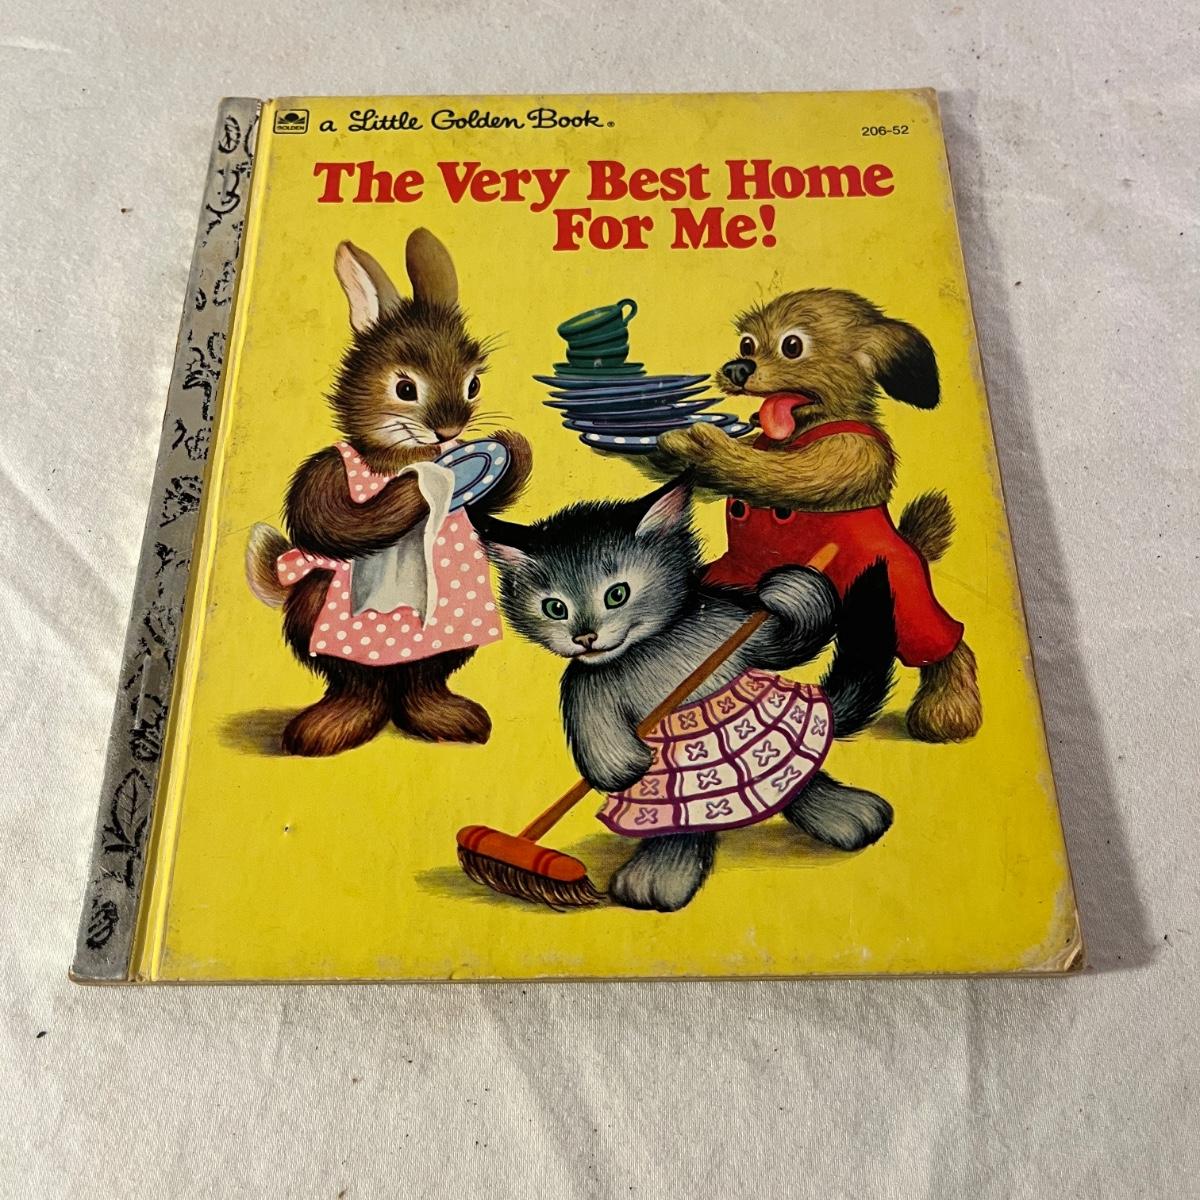 GOLDEN
a Little Golden Book®
206-52
The Very Best Home
For Me!